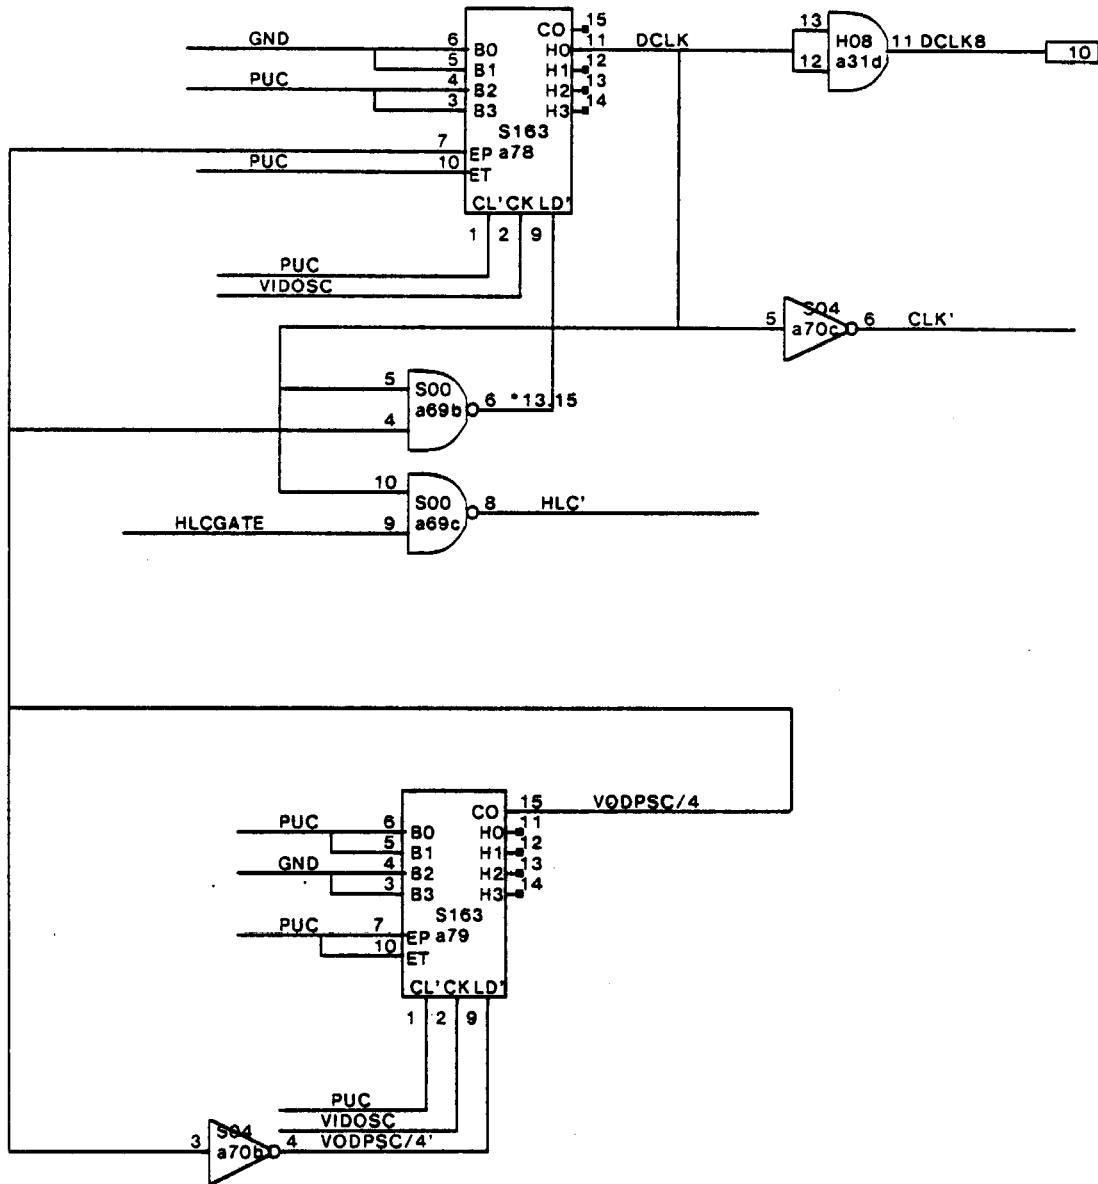 CO 15
GND 6 B0 H0 11 DCLK 13 H08 11 DCLK8 10
5 B1 H1 12 12 a31d
PUC 4 B2 H2 13
3 B3 H3 14
S163
7 EP a78
PUC 10 ET
CL' CK LD'
1 2 9
PUC
VIDOSC
5 S04 a70c 6 CLK'
5 S00 6 *13.15
4 a69b
10 S00 8 HLC'
HLCGATE 9 a69c
CO 15 VODPSC/4
PUC 6 B0 H0 11
5 B1 H1 12
GND 4 B2 H2 13
3 B3 H3 14
S163
PUC 7 EP a79
10 ET
CL' CK LD'
1 2 9
PUC
VIDOSC
3 S04 a70b 4 VODPSC/4'